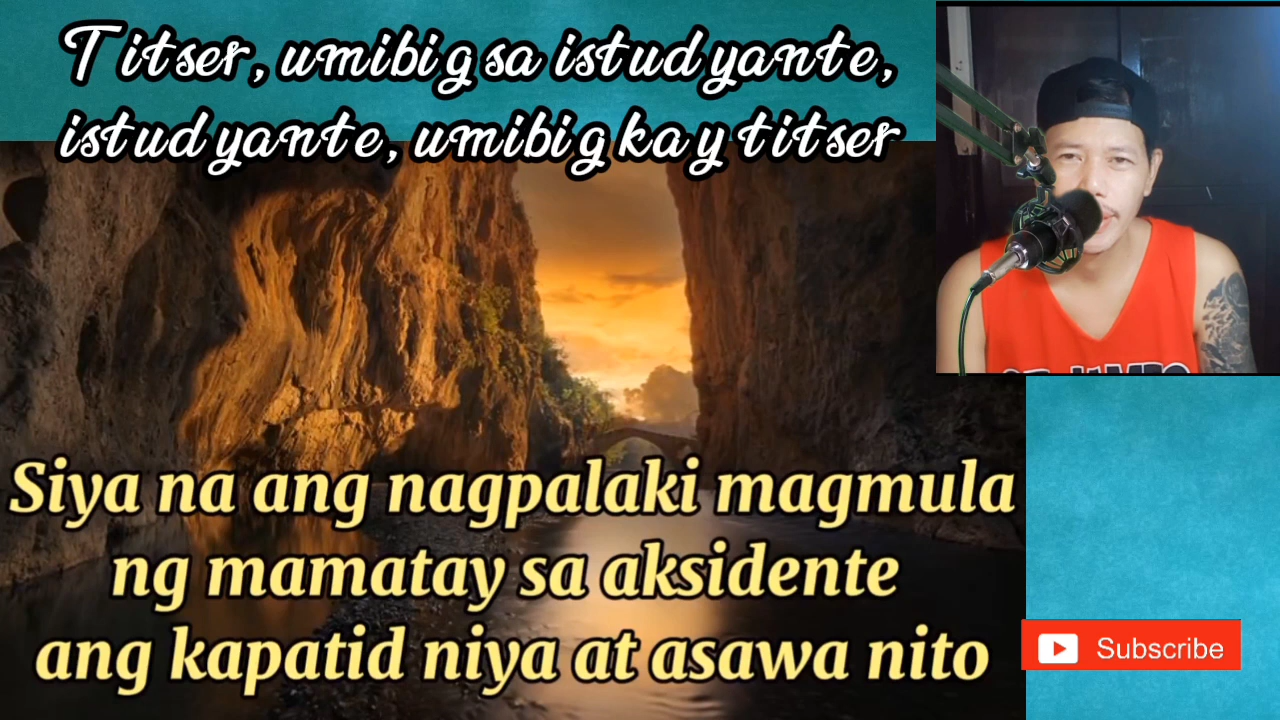 Titser, umibig sa istudyante,
istudyante, umibig kay titser
Siya na ang nagpalaki magmula
ng mamatay sa aksidente
ang kapatid niya at asawa nito
Subscribe